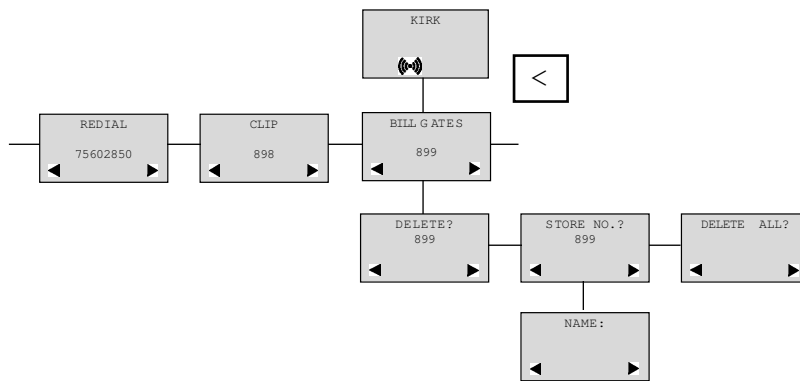 KIRK
<
REDIAL
75602850
CLIP
898
BILL GATES
899
DELETE?
899
STORE NO.?
899
DELETE ALL?
NAME: